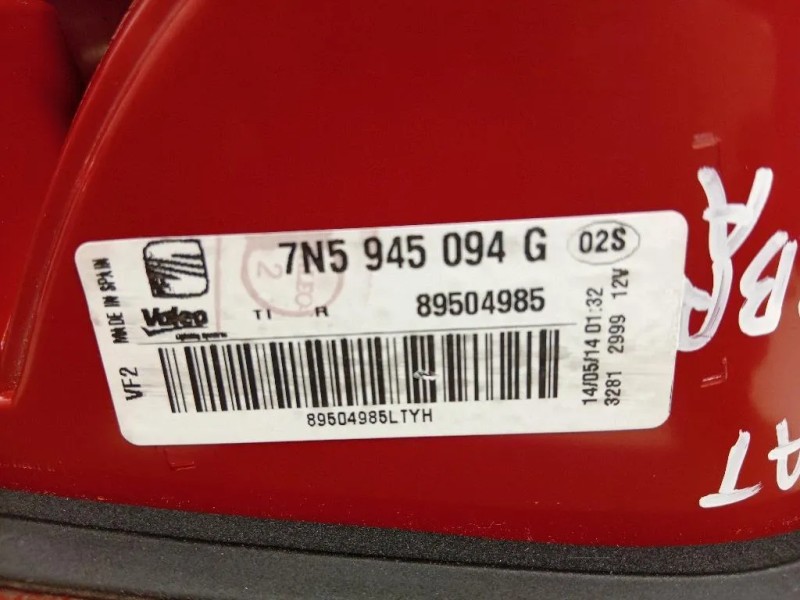 7N5 945 094 G 02S
MADE IN SPAIN
Valeo
TI R 89504985
VF2
89504985LTYH
14/05/14 01:32
3281 2999 12V
2